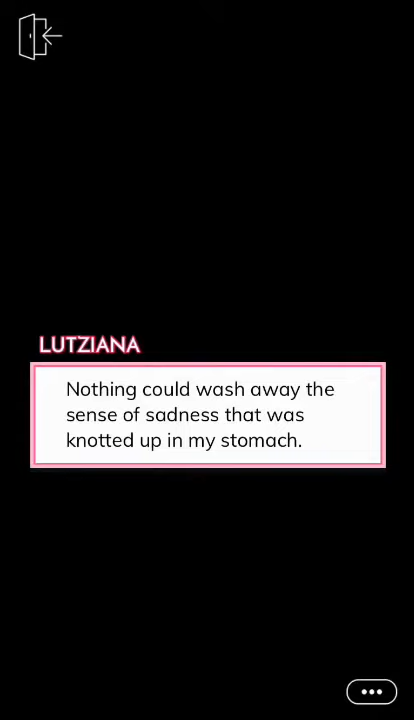 LUTZIANA
Nothing could wash away the
sense of sadness that was
knotted up in my stomach.